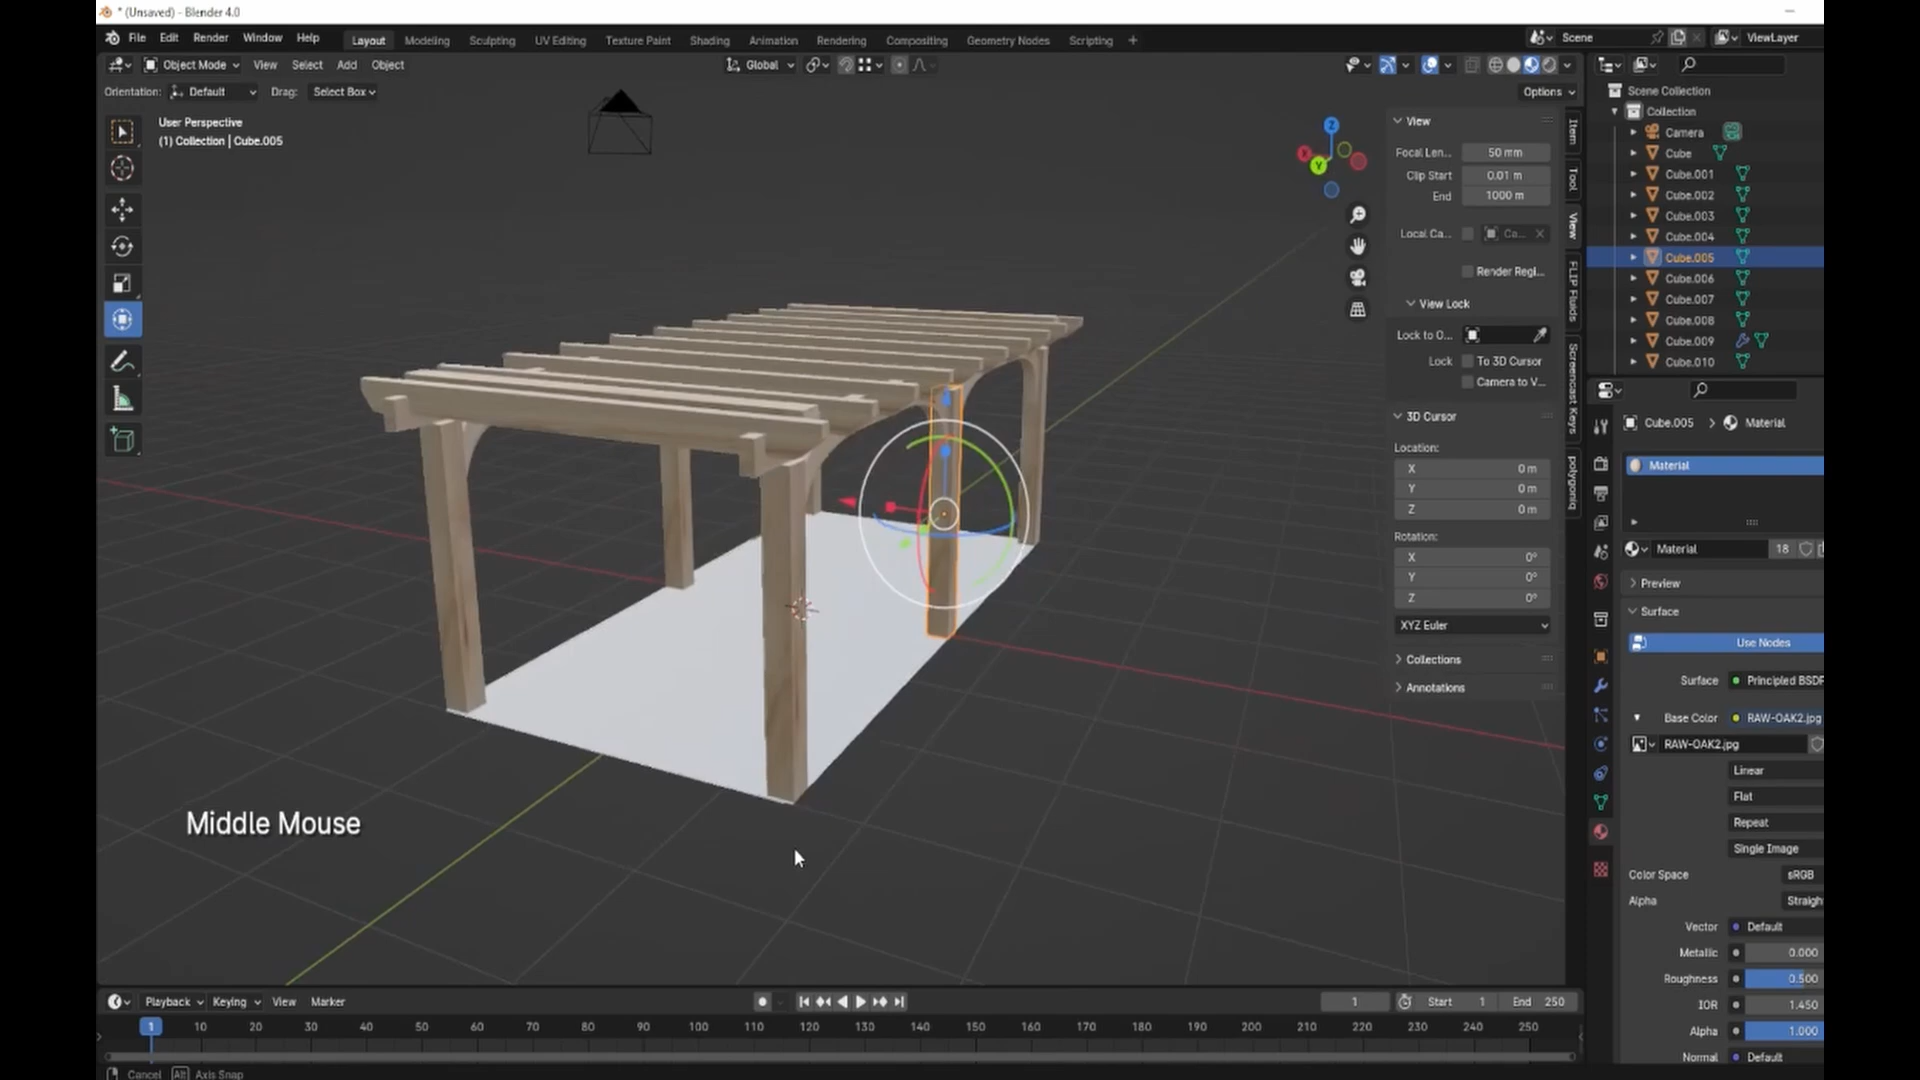 * (Unsaved) - Blender 4.0
File Edit Render Window Help Layout Modeling Sculpting UV Editing Texture Paint Shading Animation Rendering Compositing Geometry Nodes Scripting + Scene ViewLayer
Object Mode View Select Add Object Global
Orientation: Default Drag: Select Box Options
User Perspective
(1) Collection | Cube.005
Z
X
Y
View
Focal Len... 50 mm
Clip Start 0.01 m
End 1000 m
Local Ca... Ca...
Render Regi...
View Lock
Lock to O...
Lock To 3D Cursor
Camera to V...
3D Cursor
Location:
X 0 m
Y 0 m
Z 0 m
Rotation:
X 0°
Y 0°
Z 0°
XYZ Euler
Collections
Annotations
Item
Tool
View
FLIP Fluids
Screencast Keys
polygoniq
Scene Collection
Collection
Camera
Cube
Cube.001
Cube.002
Cube.003
Cube.004
Cube.005
Cube.006
Cube.007
Cube.008
Cube.009
Cube.010
Cube.005 > Material
Material
Material 18
Preview
Surface
Use Nodes
Surface Principled BSDF
Base Color RAW-OAK2.jpg
RAW-OAK2.jpg
Linear
Flat
Repeat
Single Image
Color Space sRGB
Alpha Straigh
Vector Default
Metallic 0.000
Roughness 0.500
IOR 1.450
Alpha 1.000
Normal Default
Middle Mouse
Playback Keying View Marker 1 Start 1 End 250
1 10 20 30 40 50 60 70 80 90 100 110 120 130 140 150 160 170 180 190 200 210 220 230 240 250
Cancel Alt Axis Snap